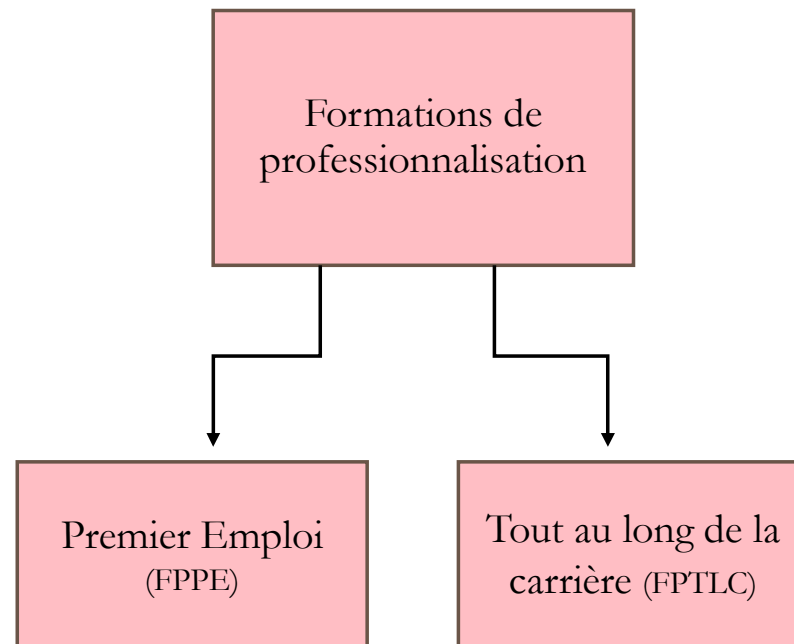 Formations de
professionnalisation
Premier Emploi
(FPPE)
Tout au long de la
carrière (FPTLC)